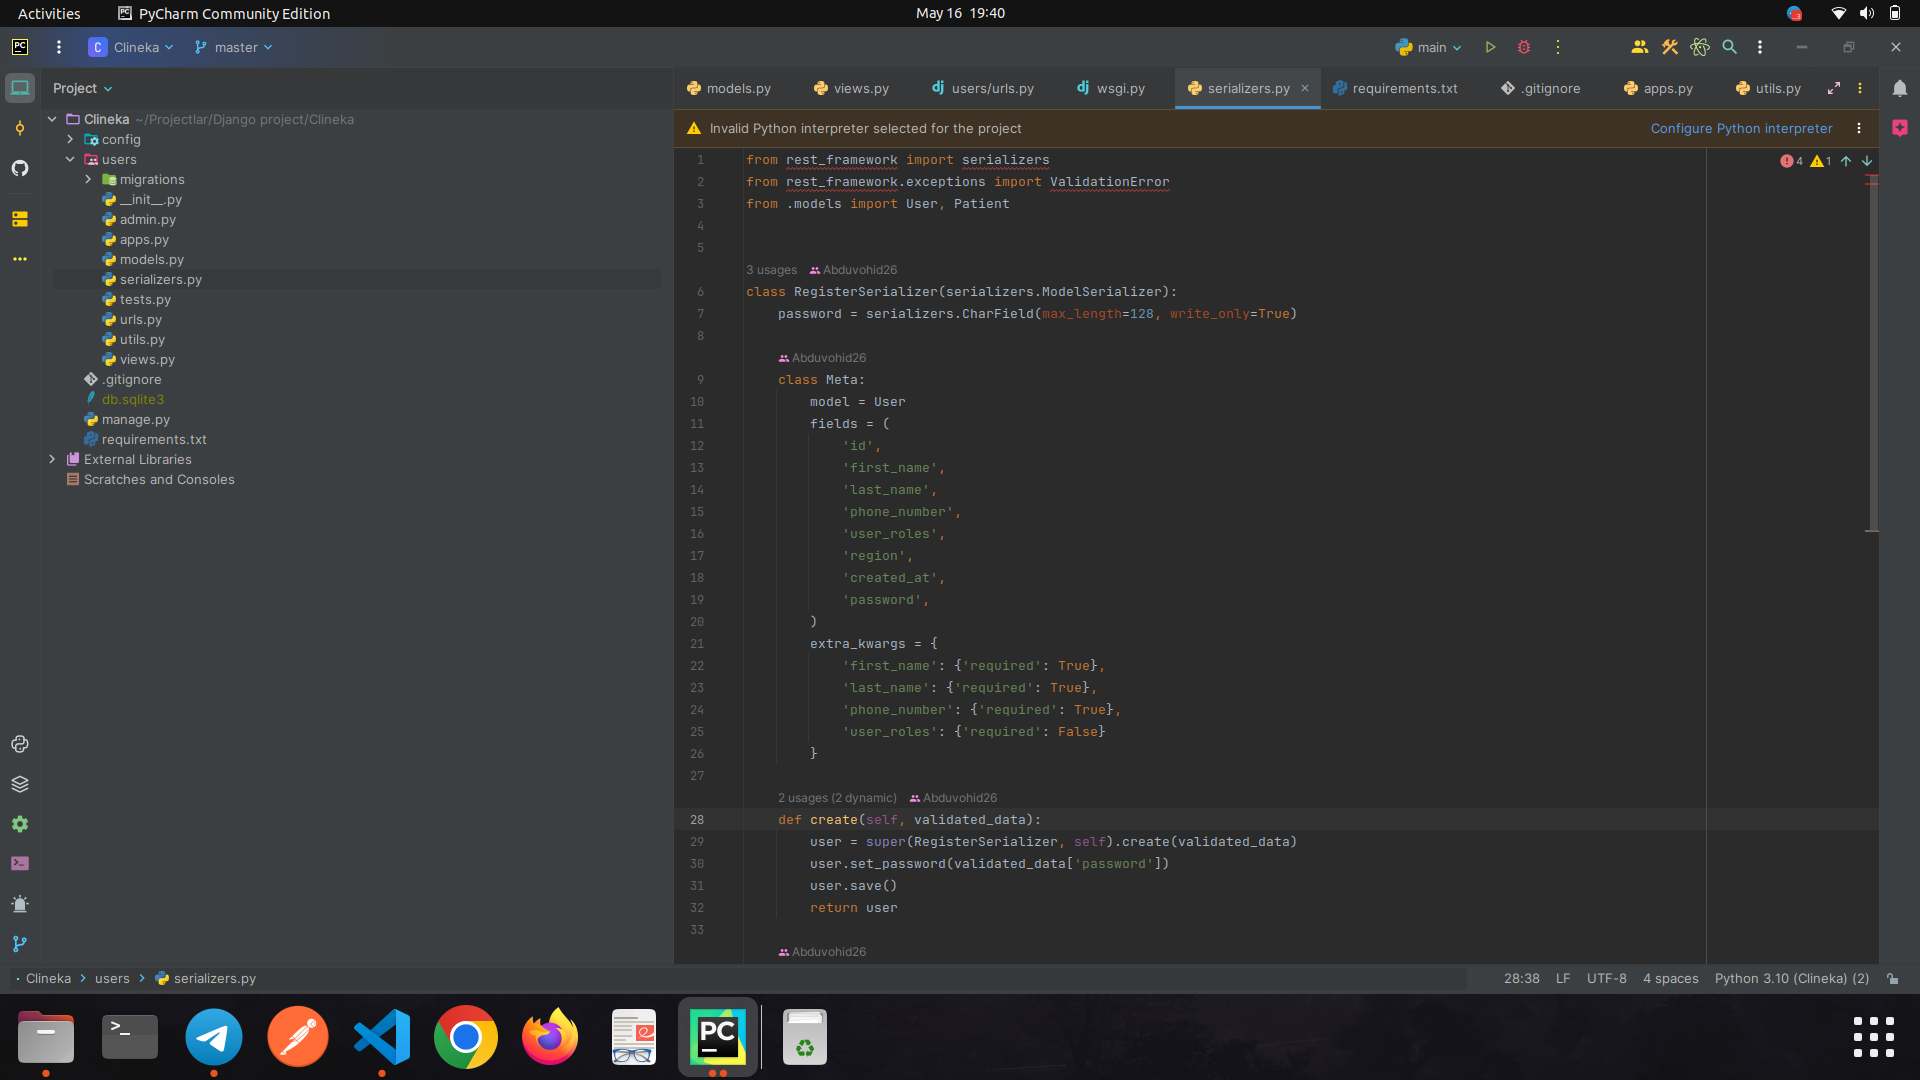 Activities
PyCharm Community Edition
May 16 19:40
C Clineka
master
main
Project
models.py
views.py
users/urls.py
wsgi.py
serializers.py
requirements.txt
.gitignore
apps.py
utils.py
Invalid Python interpreter selected for the project
Configure Python interpreter
Clineka ~/Projectlar/Django project/Clineka
config
users
migrations
__init__.py
admin.py
apps.py
models.py
serializers.py
tests.py
urls.py
utils.py
views.py
.gitignore
db.sqlite3
manage.py
requirements.txt
External Libraries
Scratches and Consoles
4 1
1 from rest_framework import serializers
2 from rest_framework.exceptions import ValidationError
3 from .models import User, Patient
4
5
3 usages Abduvohid26
6 class RegisterSerializer(serializers.ModelSerializer):
7 password = serializers.CharField(max_length=128, write_only=True)
8
Abduvohid26
9 class Meta:
10 model = User
11 fields = (
12 'id',
13 'first_name',
14 'last_name',
15 'phone_number',
16 'user_roles',
17 'region',
18 'created_at',
19 'password',
20 )
21 extra_kwargs = {
22 'first_name': {'required': True},
23 'last_name': {'required': True},
24 'phone_number': {'required': True},
25 'user_roles': {'required': False}
26 }
27
2 usages (2 dynamic) Abduvohid26
28 def create(self, validated_data):
29 user = super(RegisterSerializer, self).create(validated_data)
30 user.set_password(validated_data['password'])
31 user.save()
32 return user
33
Abduvohid26
Clineka > users > serializers.py
28:38 LF UTF-8 4 spaces Python 3.10 (Clineka) (2)
PC